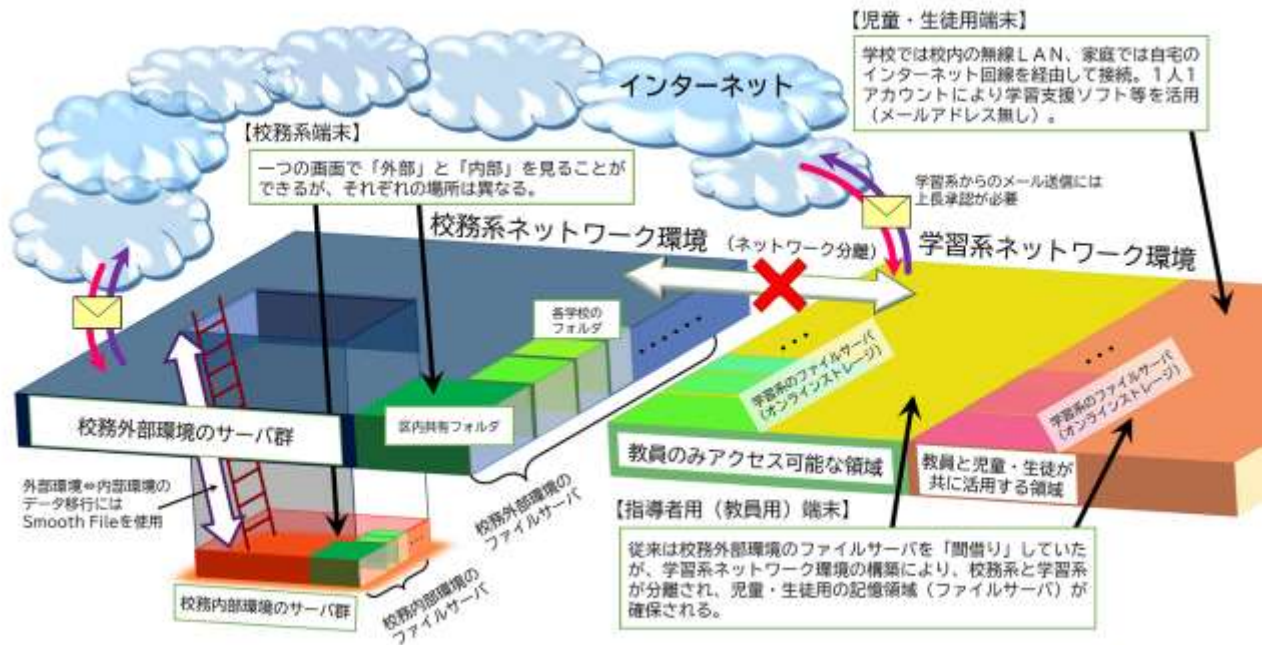 【児童・生徒用端末】
学校では校内の無線LAN、家庭では自宅の
インターネット回線を経由して接続。1人1
アカウントにより学習支援ソフト等を活用
(メールアドレス無し)。
インターネット
【校務系端末】
一つの画面で「外部」と「内部」を見ることが
できるが、それぞれの場所は異なる。
学習系からのメール送信には
上長承認が必要
校務系ネットワーク環境
(ネットワーク分離)
学習系ネットワーク環境
各学校の
フォルダ
区内共有フォルダ
校務外部環境のサーバ群
学習系のファイルサーバ
(オンラインストレージ)
学習系のファイルサーバ
(オンラインストレージ)
教員のみアクセス可能な領域
教員と児童・生徒が
共に活用する領域
外部環境⇔内部環境の
データ移行には
Smooth Fileを使用
校務外部環境の
ファイルサーバ
校務内部環境のサーバ群
校務内部環境の
ファイルサーバ
【指導者用(教員用)端末】
従来は校務外部環境のファイルサーバを「間借り」していた
が、学習系ネットワーク環境の構築により、校務系と学習系
が分離され、児童・生徒用の記憶領域(ファイルサーバ)が
確保される。